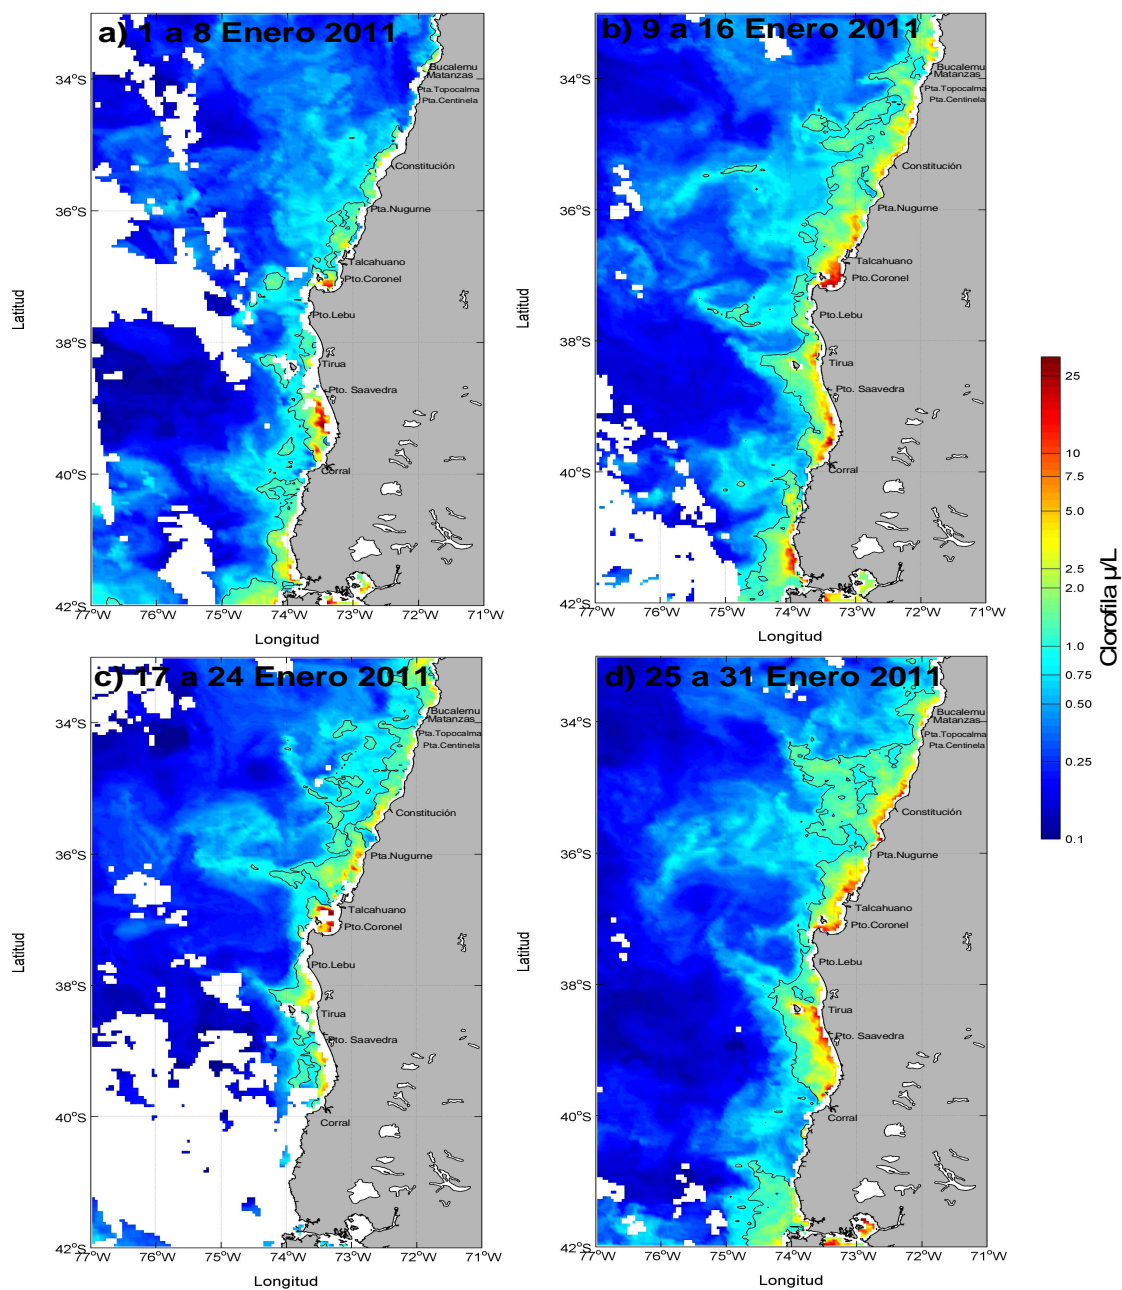 a) 1 a 8 Enero 2011
Bucalemu
Matanzas
Pta.Topocalma
Pta.Centinela
Constitución
Pta.Nugurne
Talcahuano
Pto.Coronel
Pto.Lebu
Tirua
Pto. Saavedra
Corral
34°S
36°S
38°S
40°S
42°S
77°W
76°W
75°W
74°W
73°W
72°W
71°W
Latitud
Longitud
b) 9 a 16 Enero 2011
Bucalemu
Matanzas
Pta.Topocalma
Pta.Centinela
Constitución
Pta.Nugurne
Talcahuano
Pto.Coronel
Pto.Lebu
Tirua
Pto. Saavedra
Corral
34°S
36°S
38°S
40°S
42°S
77°W
76°W
75°W
74°W
73°W
72°W
71°W
Latitud
Longitud
c) 17 a 24 Enero 2011
Bucalemu
Matanzas
Pta.Topocalma
Pta.Centinela
Constitución
Pta.Nugurne
Talcahuano
Pto.Coronel
Pto.Lebu
Tirua
Pto. Saavedra
Corral
34°S
36°S
38°S
40°S
42°S
77°W
76°W
75°W
74°W
73°W
72°W
71°W
Latitud
Longitud
d) 25 a 31 Enero 2011
Bucalemu
Matanzas
Pta.Topocalma
Pta.Centinela
Constitución
Pta.Nugurne
Talcahuano
Pto.Coronel
Pto.Lebu
Tirua
Pto. Saavedra
Corral
34°S
36°S
38°S
40°S
42°S
77°W
76°W
75°W
74°W
73°W
72°W
71°W
Latitud
Longitud
25
10
7.5
5.0
2.5
2.0
1.0
0.75
0.50
0.25
0.1
Clorofila µ/L